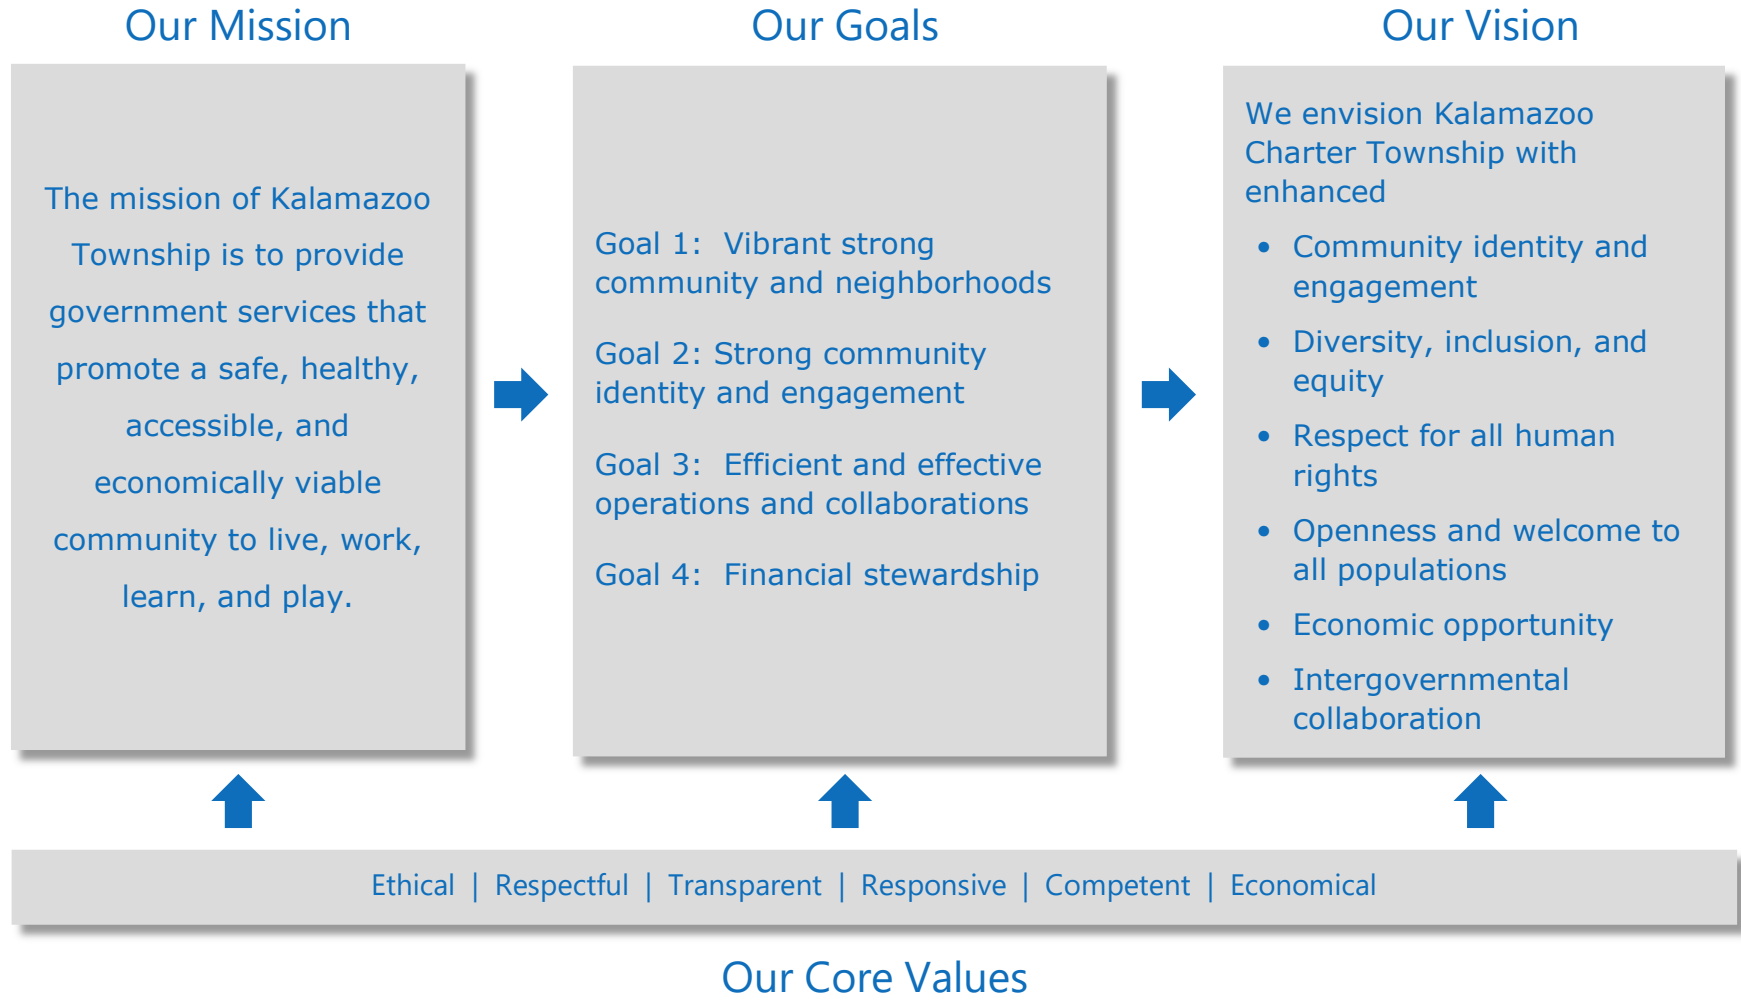 Our Mission
The mission of Kalamazoo
Township is to provide
government services that
promote a safe, healthy,
accessible, and
economically viable
community to live, work,
learn, and play.
Our Goals
Goal 1:  Vibrant strong
community and neighborhoods
Goal 2: Strong community
identity and engagement
Goal 3:  Efficient and effective
operations and collaborations
Goal 4:  Financial stewardship
Our Vision
We envision Kalamazoo
Charter Township with
enhanced
• Community identity and
engagement
• Diversity, inclusion, and
equity
• Respect for all human
rights
• Openness and welcome to
all populations
• Economic opportunity
• Intergovernmental
collaboration
Ethical | Respectful | Transparent | Responsive | Competent | Economical
Our Core Values